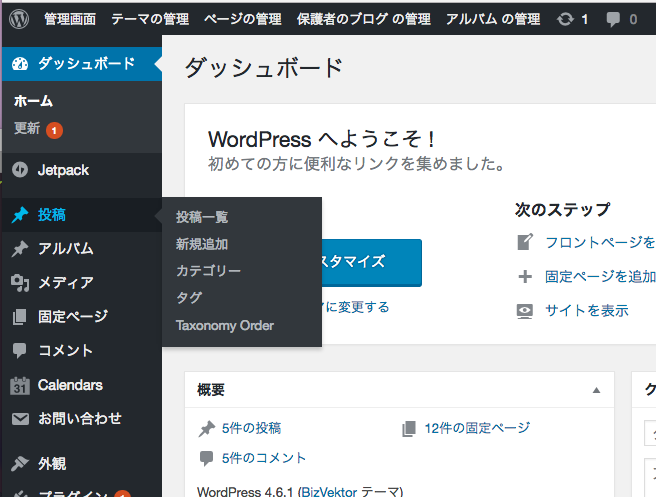 管理画面 テーマの管理 ページの管理 保護者のブログ の管理 アルバム の管理 1 0
ダッシュボード
ホーム
更新 1
Jetpack
投稿
アルバム
メディア
固定ページ
コメント
31 Calendars
お問い合わせ
外観
プラグイン 1
投稿一覧
新規追加
カテゴリー
タグ
Taxonomy Order
ダッシュボード
WordPress へようこそ !
初めての方に便利なリンクを集めました。
スタマイズ
に変更する
次のステップ
フロントページを
固定ページを追加
サイトを表示
概要
5件の投稿 12件の固定ページ
5件のコメント
WordPress 4.6.1 (BizVektor テーマ)
ク